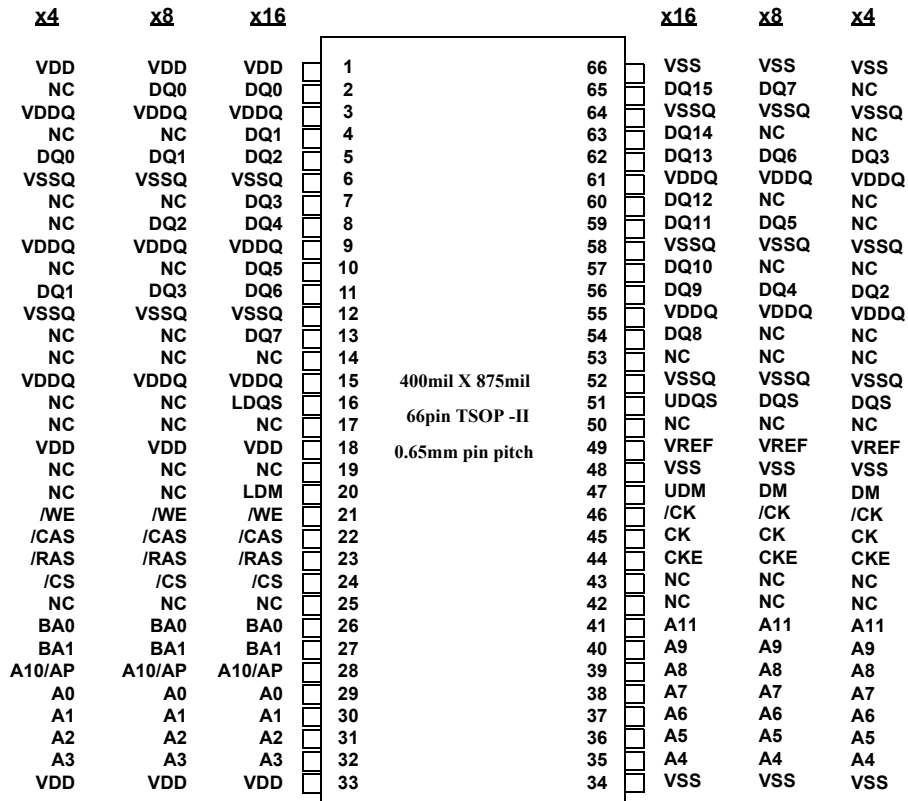 x4 x8 x16 x16 x8 x4
VDD VDD VDD 1 66 VSS VSS VSS
NC DQ0 DQ0 2 65 DQ15 DQ7 NC
VDDQ VDDQ VDDQ 3 64 VSSQ VSSQ VSSQ
NC NC DQ1 4 63 DQ14 NC NC
DQ0 DQ1 DQ2 5 62 DQ13 DQ6 DQ3
VSSQ VSSQ VSSQ 6 61 VDDQ VDDQ VDDQ
NC NC DQ3 7 60 DQ12 NC NC
NC DQ2 DQ4 8 59 DQ11 DQ5 NC
VDDQ VDDQ VDDQ 9 58 VSSQ VSSQ VSSQ
NC NC DQ5 10 57 DQ10 NC NC
DQ1 DQ3 DQ6 11 56 DQ9 DQ4 DQ2
VSSQ VSSQ VSSQ 12 55 VDDQ VDDQ VDDQ
NC NC DQ7 13 54 DQ8 NC NC
NC NC NC 14 53 NC NC NC
VDDQ VDDQ VDDQ 15 400mil X 875mil 52 VSSQ VSSQ VSSQ
NC NC LDQS 16 66pin TSOP -II 51 UDQS DQS DQS
NC NC NC 17 50 NC NC NC
VDD VDD VDD 18 0.65mm pin pitch 49 VREF VREF VREF
NC NC NC 19 48 VSS VSS VSS
NC NC LDM 20 47 UDM DM DM
/WE /WE /WE 21 46 /CK /CK /CK
/CAS /CAS /CAS 22 45 CK CK CK
/RAS /RAS /RAS 23 44 CKE CKE CKE
/CS /CS /CS 24 43 NC NC NC
NC NC NC 25 42 NC NC NC
BA0 BA0 BA0 26 41 A11 A11 A11
BA1 BA1 BA1 27 40 A9 A9 A9
A10/AP A10/AP A10/AP 28 39 A8 A8 A8
A0 A0 A0 29 38 A7 A7 A7
A1 A1 A1 30 37 A6 A6 A6
A2 A2 A2 31 36 A5 A5 A5
A3 A3 A3 32 35 A4 A4 A4
VDD VDD VDD 33 34 VSS VSS VSS